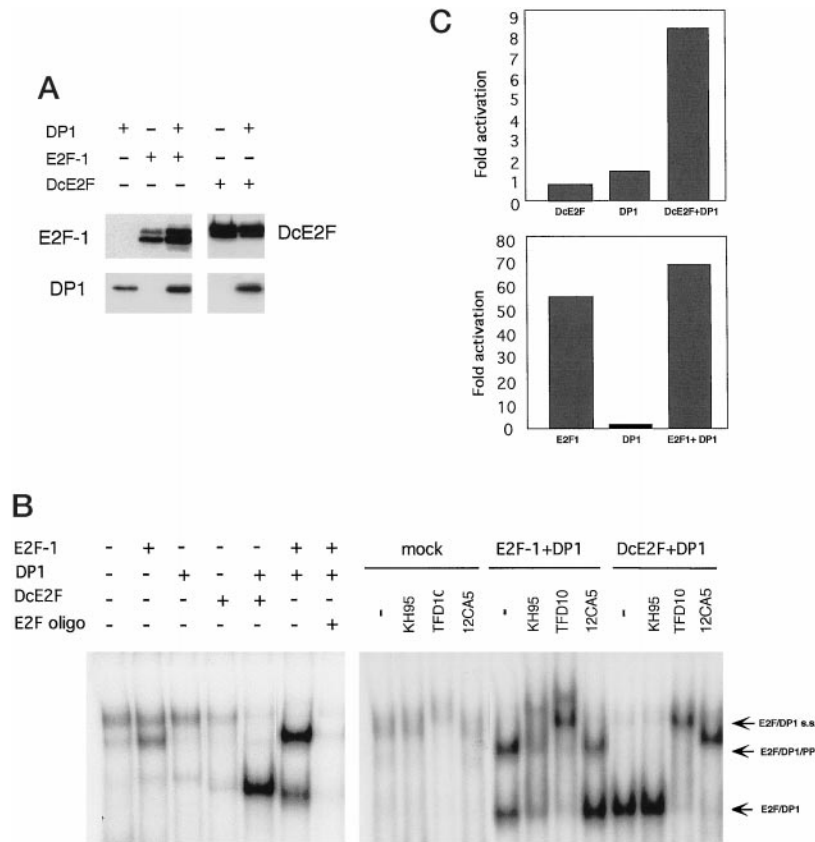 A
DP1 + - + - +
E2F-1 - + + - -
DcE2F - - - + +
E2F-1 DcE2F
DP1
C
Fold activation
9
8
7
6
5
4
3
2
1
0
DcE2F DP1 DcE2F+DP1
Fold activation
80
70
60
50
40
30
20
10
0
E2F1 DP1 E2F1+ DP1
B
E2F-1 - + - - - + +
DP1 - - + - + + +
DcE2F - - - + + - -
E2F oligo - - - - - - +
mock E2F-1+DP1 DcE2F+DP1
- KH95 TFD10 12CA5 - KH95 TFD10 12CA5 - KH95 TFD10 12CA5
E2F/DP1 s.s
E2F/DP1/PP
E2F/DP1